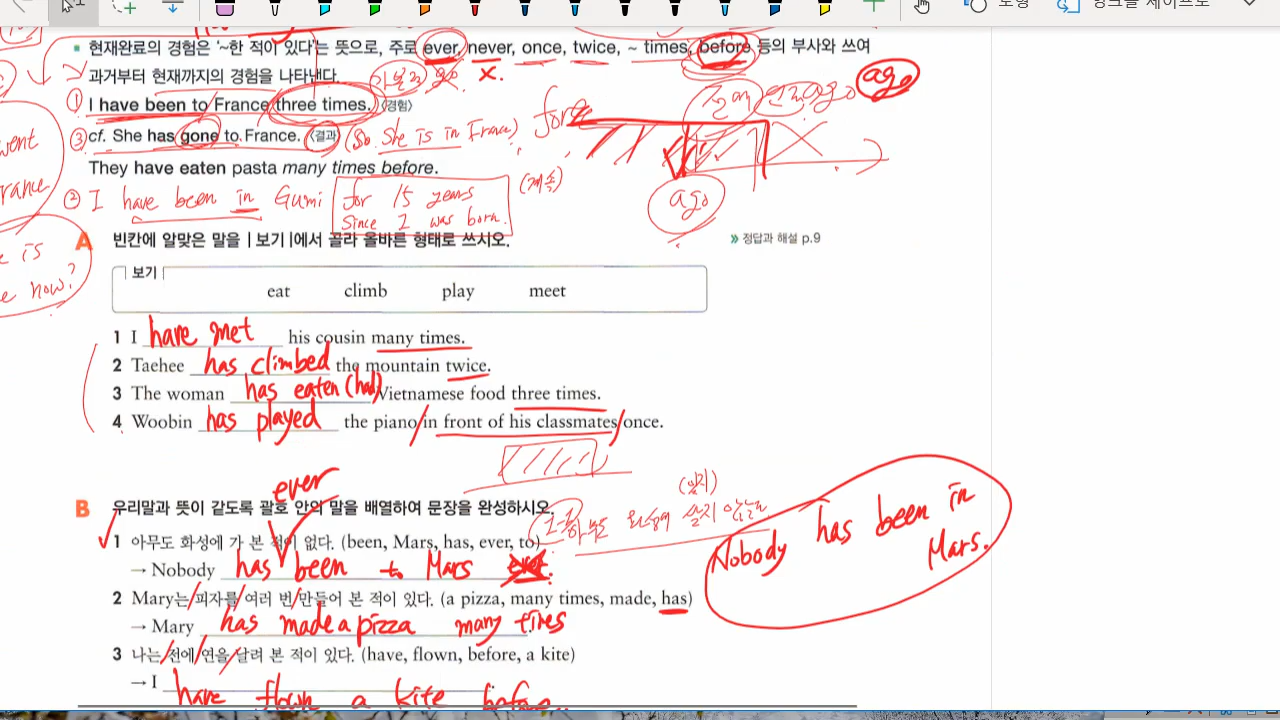 도형
현재완료의 경험은 '~한 적이 있다'는 뜻으로, 주로 ever, never, once, twice, ~ times, before 등의 부사와 쓰여
과거부터 현재까지의 경험을 나타낸다.
x.
ago
① I have been to France three times. 〈경험〉
③ cf. She has gone to France. 〈결과〉 (So She is in France)
They have eaten pasta many times before.
② I have been in Gumi for 15 years
Since I was born.
(계속)
ago
went
is
now?
A 빈칸에 알맞은 말을 | 보기 |에서 골라 올바른 형태로 쓰시오.
» 정답과 해설 p.9
보기
eat climb play meet
1 I have met his cousin many times.
2 Taehee has climbed the mountain twice.
3 The woman has eaten (had) Vietnamese food three times.
4 Woobin has played the piano/in front of his classmates/once.
ever
B 우리말과 뜻이 같도록 괄호 안의 말을 배열하여 문장을 완성하시오.
1 아무도 화성에 가 본 적이 없다. (been, Mars, has, ever, to)
→ Nobody has been to Mars
Nobody has been in
Mars.
2 Mary는/피자를/여러 번/만들어 본 적이 있다. (a pizza, many times, made, has)
→ Mary has made a pizza many times
3 나는/전에/연을/날려 본 적이 있다. (have, flown, before, a kite)
→ I have flown a kite before